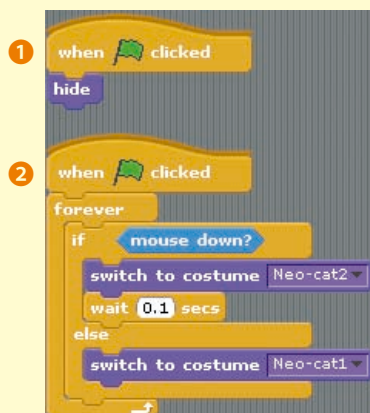 1 when clicked
hide
2 when clicked
forever
if mouse down?
switch to costume Neo-cat2
wait 0.1 secs
else
switch to costume Neo-cat1